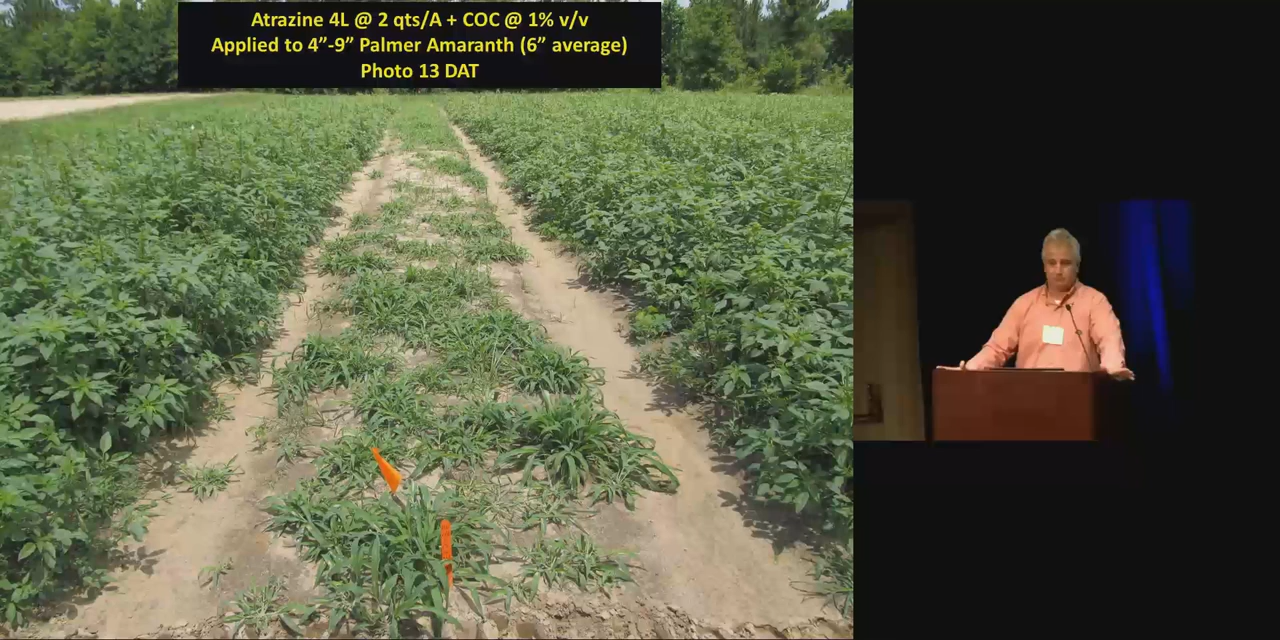 Atrazine 4L @ 2 qts/A + COC @ 1% v/v
Applied to 4”-9” Palmer Amaranth (6” average)
Photo 13 DAT